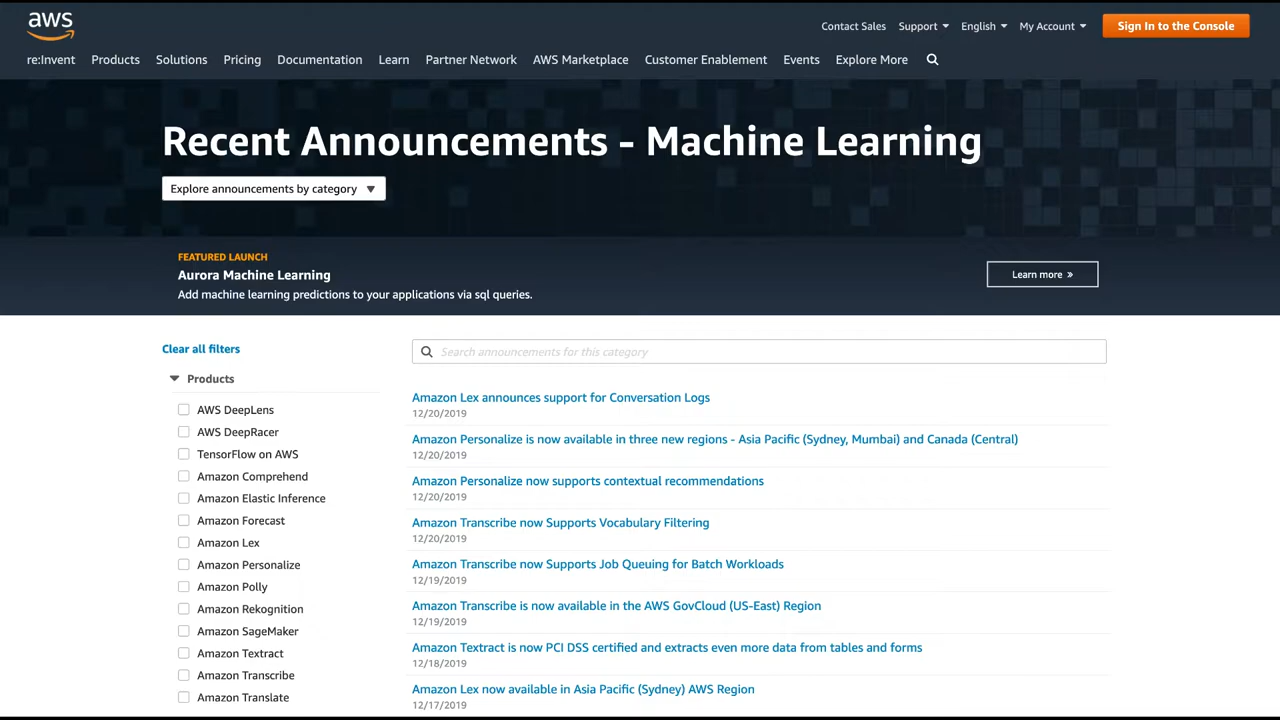 aws
Contact Sales Support English My Account Sign In to the Console
re:Invent Products Solutions Pricing Documentation Learn Partner Network AWS Marketplace Customer Enablement Events Explore More
Recent Announcements - Machine Learning
Explore announcements by category
FEATURED LAUNCH
Aurora Machine Learning
Add machine learning predictions to your applications via sql queries.
Learn more »
Clear all filters
Products
AWS DeepLens
AWS DeepRacer
TensorFlow on AWS
Amazon Comprehend
Amazon Elastic Inference
Amazon Forecast
Amazon Lex
Amazon Personalize
Amazon Polly
Amazon Rekognition
Amazon SageMaker
Amazon Textract
Amazon Transcribe
Amazon Translate
Search announcements for this category
Amazon Lex announces support for Conversation Logs
12/20/2019
Amazon Personalize is now available in three new regions - Asia Pacific (Sydney, Mumbai) and Canada (Central)
12/20/2019
Amazon Personalize now supports contextual recommendations
12/20/2019
Amazon Transcribe now Supports Vocabulary Filtering
12/20/2019
Amazon Transcribe now Supports Job Queuing for Batch Workloads
12/19/2019
Amazon Transcribe is now available in the AWS GovCloud (US-East) Region
12/19/2019
Amazon Textract is now PCI DSS certified and extracts even more data from tables and forms
12/18/2019
Amazon Lex now available in Asia Pacific (Sydney) AWS Region
12/17/2019